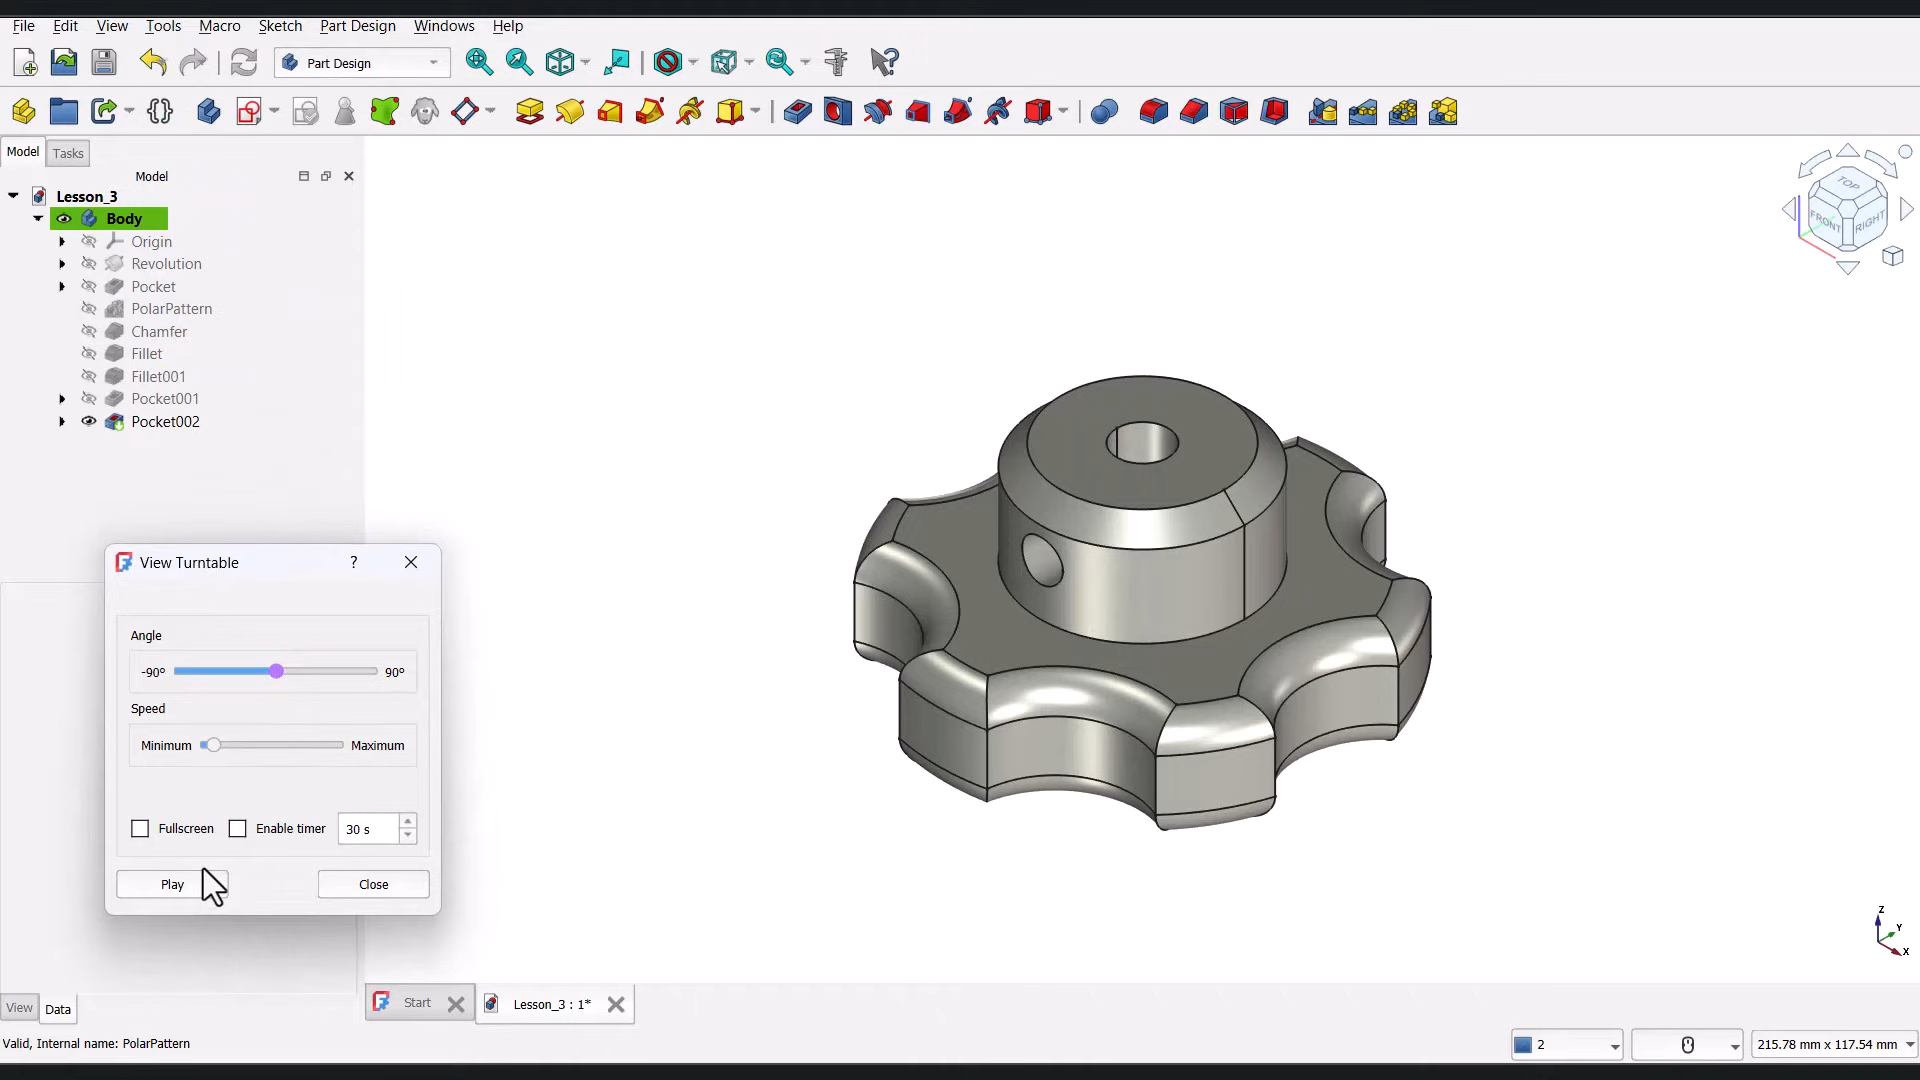 File Edit View Tools Macro Sketch Part Design Windows Help
Part Design
Model Tasks
Model
Lesson_3
Body
Origin
Revolution
Pocket
PolarPattern
Chamfer
Fillet
Fillet001
Pocket001
Pocket002
TOP
FRONT
RIGHT
View Turntable ?
Angle
-90º 90º
Speed
Minimum Maximum
Fullscreen Enable timer 30 s
Play Close
Z
Y
X
View Data
Start
Lesson_3 : 1*
Valid, Internal name: PolarPattern
2
215.78 mm x 117.54 mm